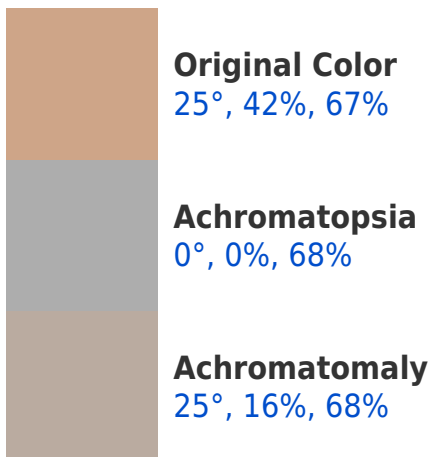 Original Color
25°, 42%, 67%
Achromatopsia
0°, 0%, 68%
Achromatomaly
25°, 16%, 68%